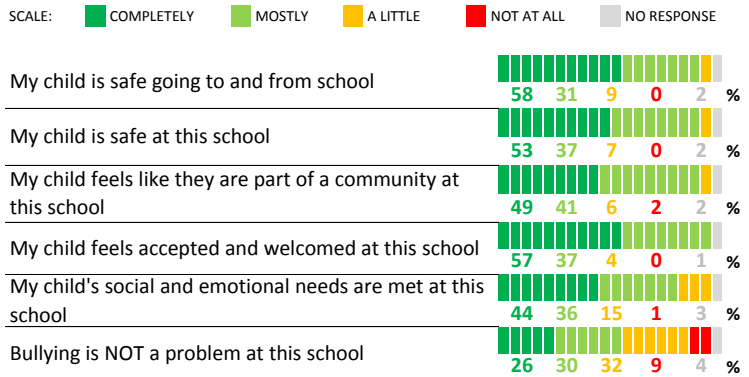 SCALE: COMPLETELY MOSTLY A LITTLE NOT AT ALL NO RESPONSE
My child is safe going to and from school
58 31 9 0 2 %
My child is safe at this school
53 37 7 0 2 %
My child feels like they are part of a community at
this school
49 41 6 2 2 %
My child feels accepted and welcomed at this school
57 37 4 0 1 %
My child's social and emotional needs are met at this
school
44 36 15 1 3 %
Bullying is NOT a problem at this school
26 30 32 9 4 %